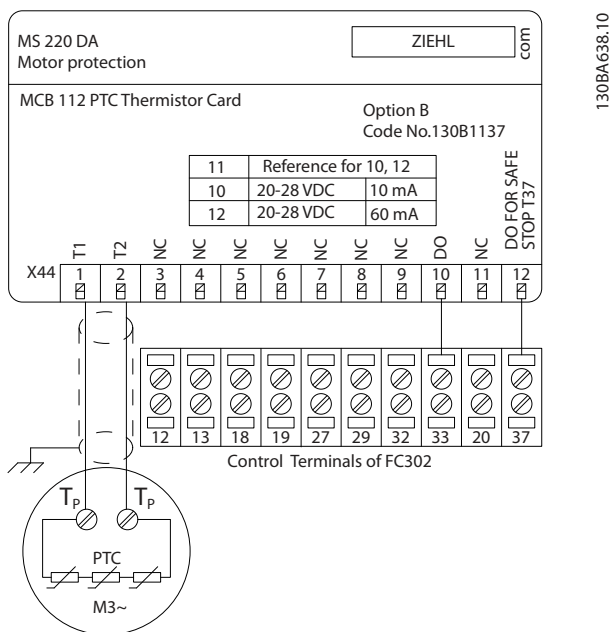 MS 220 DA
Motor protection
ZIEHL
com
130BA638.10
MCB 112 PTC Thermistor Card
Option B
Code No.130B1137
11 Reference for 10, 12
10 20-28 VDC 10 mA
12 20-28 VDC 60 mA
T1 T2 NC NC NC NC NC NC NC DO NC DO FOR SAFE
STOP T37
X44 1 2 3 4 5 6 7 8 9 10 11 12
12 13 18 19 27 29 32 33 20 37
Control Terminals of FC302
TP TP
PTC
M3~